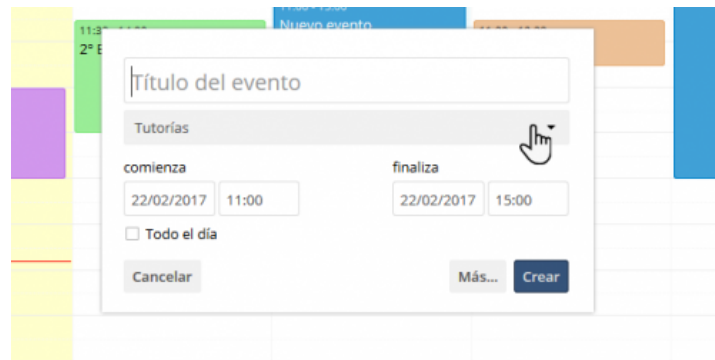 Nuevo evento
2º
Título del evento
Tutorías
comienza
finaliza
22/02/2017 11:00
22/02/2017 15:00
Todo el día
Cancelar
Más...
Crear